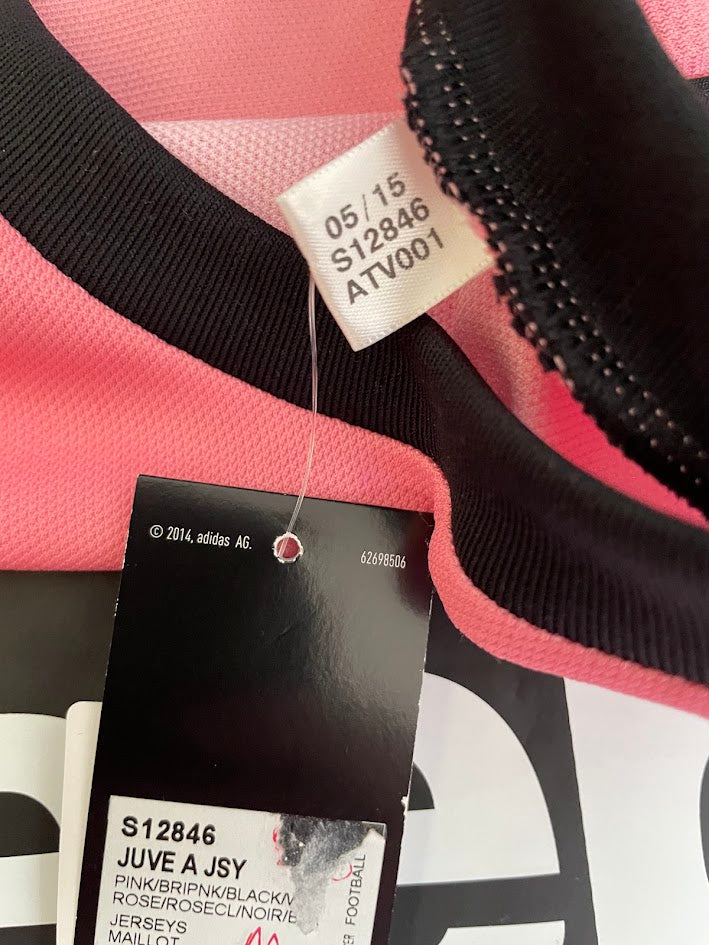 05/15
S12846
ATV001
© 2014, adidas AG.
62698506
S12846
JUVE A JSY
PINK/BRIPNK/BLACK/
ROSE/ROSECL/NOIR/
JERSEYS
MAILLOT
FOOTBALL